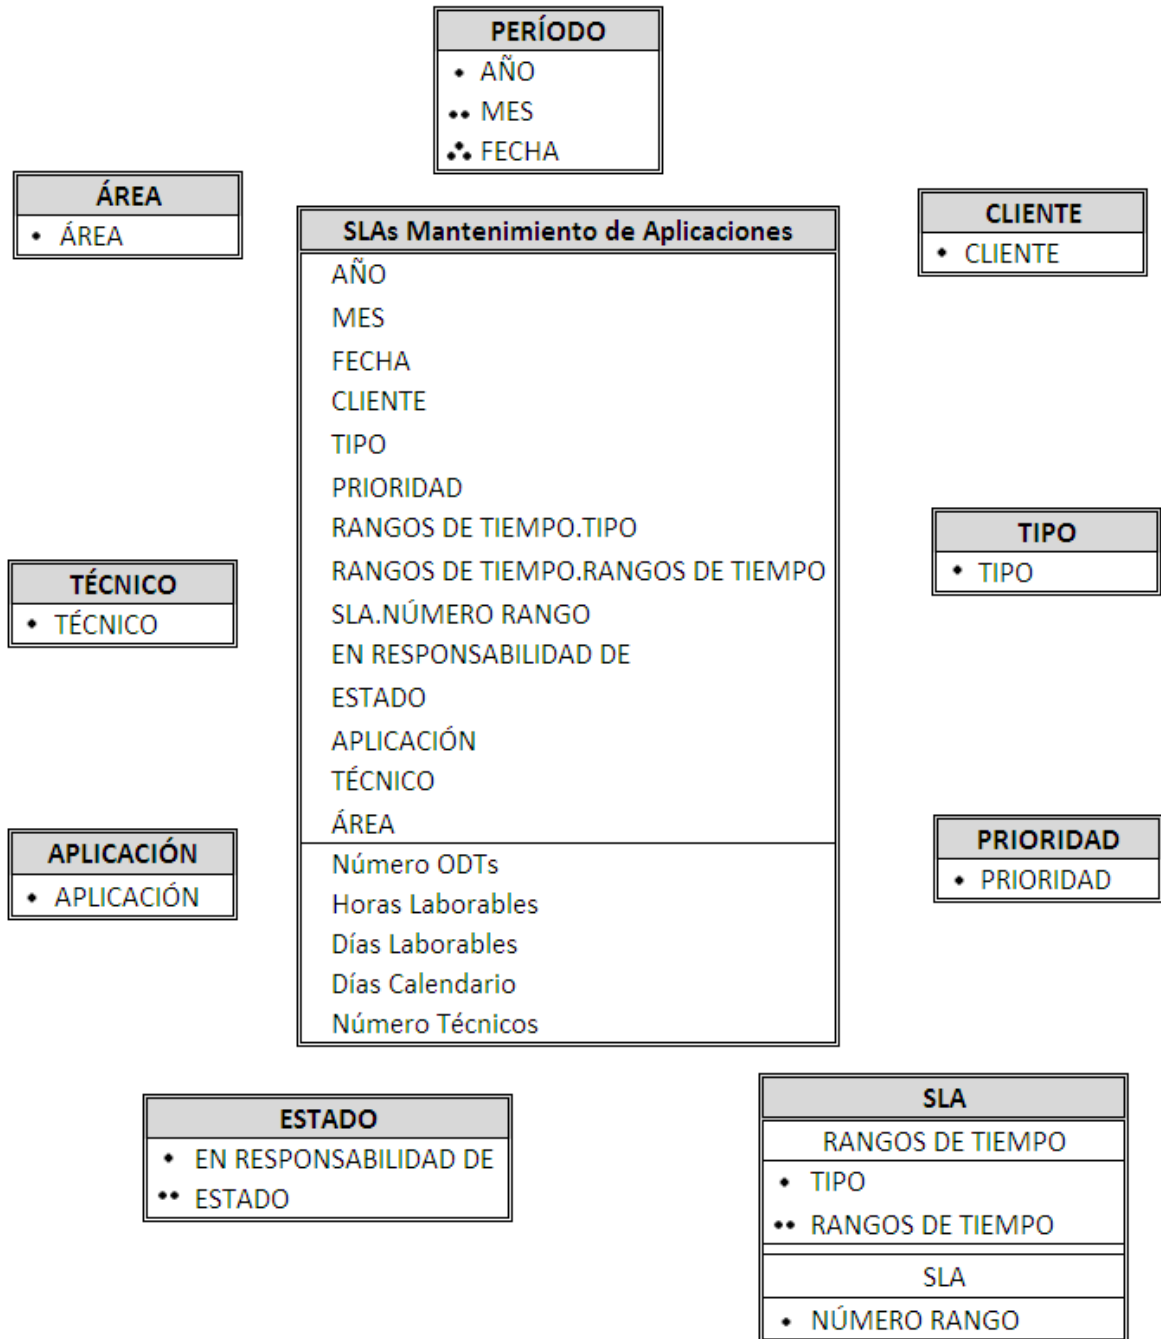 PERÍODO
AÑO
MES
FECHA
ÁREA
ÁREA
CLIENTE
CLIENTE
SLAs Mantenimiento de Aplicaciones
AÑO
MES
FECHA
CLIENTE
TIPO
PRIORIDAD
RANGOS DE TIEMPO.TIPO
RANGOS DE TIEMPO.RANGOS DE TIEMPO
SLA.NÚMERO RANGO
EN RESPONSABILIDAD DE
ESTADO
APLICACIÓN
TÉCNICO
ÁREA
Número ODTs
Horas Laborables
Días Laborables
Días Calendario
Número Técnicos
TIPO
TIPO
TÉCNICO
TÉCNICO
APLICACIÓN
APLICACIÓN
PRIORIDAD
PRIORIDAD
ESTADO
EN RESPONSABILIDAD DE
ESTADO
SLA
RANGOS DE TIEMPO
TIPO
RANGOS DE TIEMPO
SLA
NÚMERO RANGO